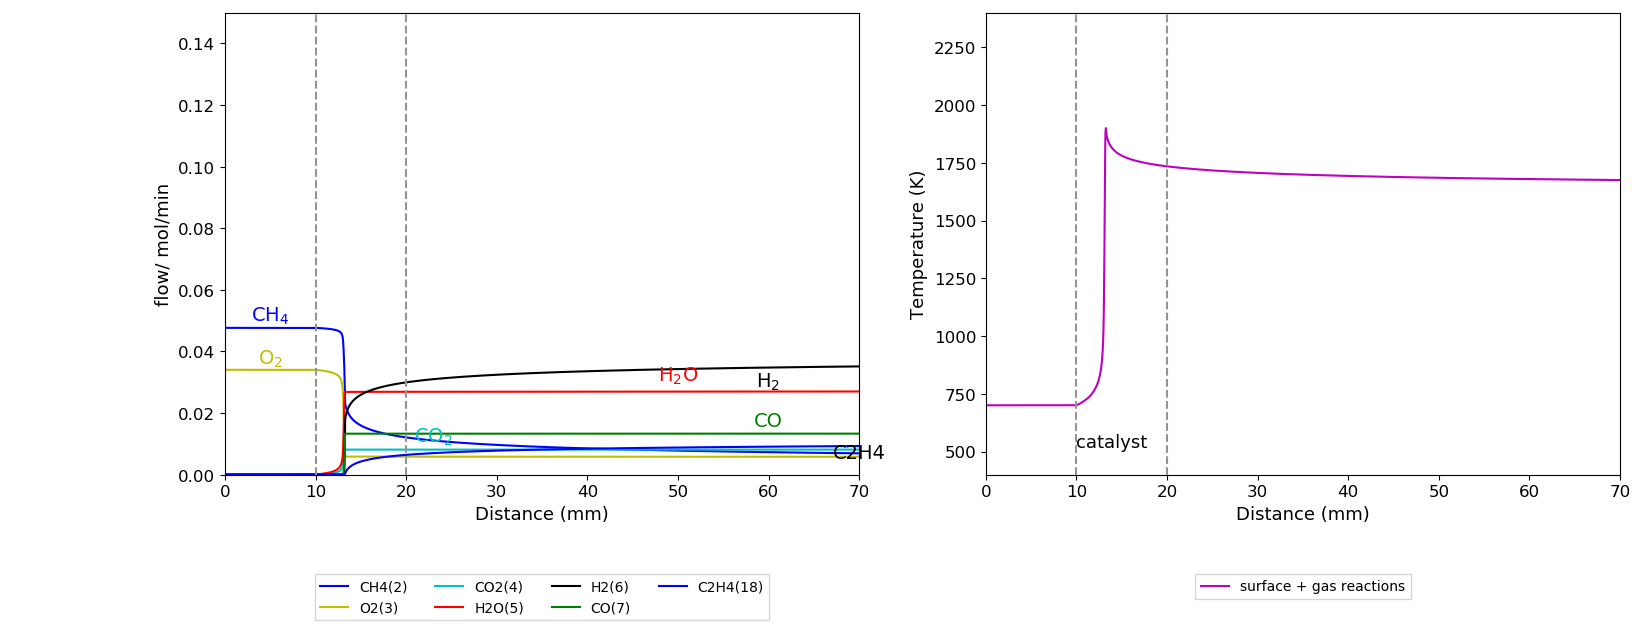 0.14
0.12
0.10
0.08
0.06
0.04
0.02
0.00
flow/ mol/min
CH₄
O₂
H₂O
H₂
CO
CO₂
C2H4
0 10 20 30 40 50 60 70
Distance (mm)
CH4(2) CO2(4) H2(6) C2H4(18)
O2(3) H2O(5) CO(7)
2250
2000
1750
1500
1250
1000
750
500
Temperature (K)
catalyst
0 10 20 30 40 50 60 70
Distance (mm)
surface + gas reactions